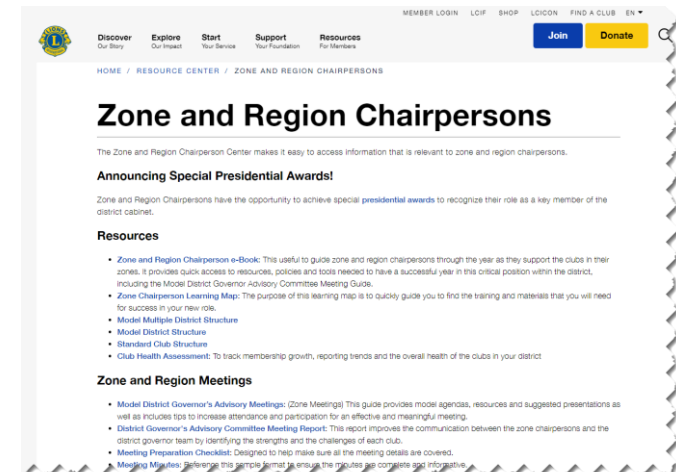 MEMBER LOGIN LCIF SHOP LCICON FIND A CLUB EN
Discover Explore Start Support Resources
Our Story Our Impact Your Service Your Foundation For Members
Join Donate
HOME / RESOURCE CENTER / ZONE AND REGION CHAIRPERSONS
Zone and Region Chairpersons
The Zone and Region Chairperson Center makes it easy to access information that is relevant to zone and region chairpersons.
Announcing Special Presidential Awards!
Zone and Region Chairpersons have the opportunity to achieve special presidential awards to recognize their role as a key member of the
district cabinet.
Resources
• Zone and Region Chairperson e-Book: This useful to guide zone and region chairpersons through the year as they support the clubs in their
zones. It provides quick access to resources, policies and tools needed to have a successful year in this critical position within the district,
including the Model District Governor Advisory Committee Meeting Guide.
• Zone Chairperson Learning Map: The purpose of this learning map is to quickly guide you to find the training and materials that you will need
for success in your new role.
• Model Multiple District Structure
• Model District Structure
• Standard Club Structure
• Club Health Assessment: To track membership growth, reporting trends and the overall health of the clubs in your district
Zone and Region Meetings
• Model District Governor's Advisory Meetings: (Zone Meetings) This guide provides model agendas, resources and suggested presentations as
well as includes tips to increase attendance and participation for an effective and meaningful meeting.
• District Governor's Advisory Committee Meeting Report: This report improves the communication between the zone chairpersons and the
district governor team by identifying the strengths and the challenges of each club.
• Meeting Preparation Checklist: Designed to help make sure all the meeting details are covered.
• Meeting Minutes: Reference this sample format to ensure the minutes are complete and informative.